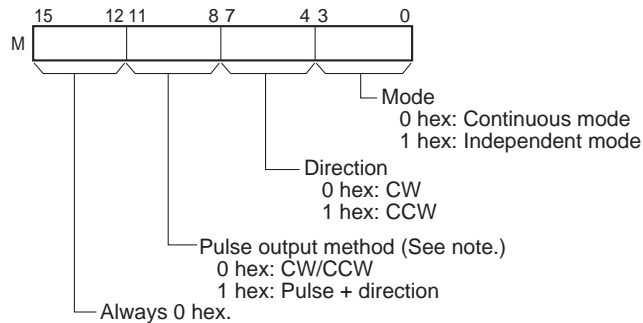 15 12 11 8 7 4 3 0
M
Mode
0 hex: Continuous mode
1 hex: Independent mode
Direction
0 hex: CW
1 hex: CCW
Pulse output method (See note.)
0 hex: CW/CCW
1 hex: Pulse + direction
Always 0 hex.